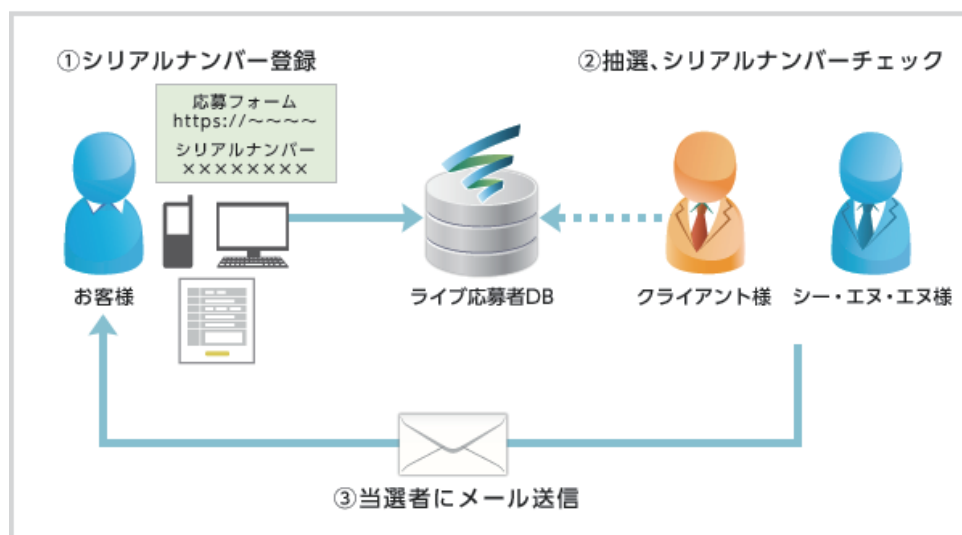 ①シリアルナンバー登録
②抽選、シリアルナンバーチェック
応募フォーム
https://～～～～
シリアルナンバー
××××××××
お客様
ライブ応募者DB
クライアント様
シー・エヌ・エヌ様
③当選者にメール送信